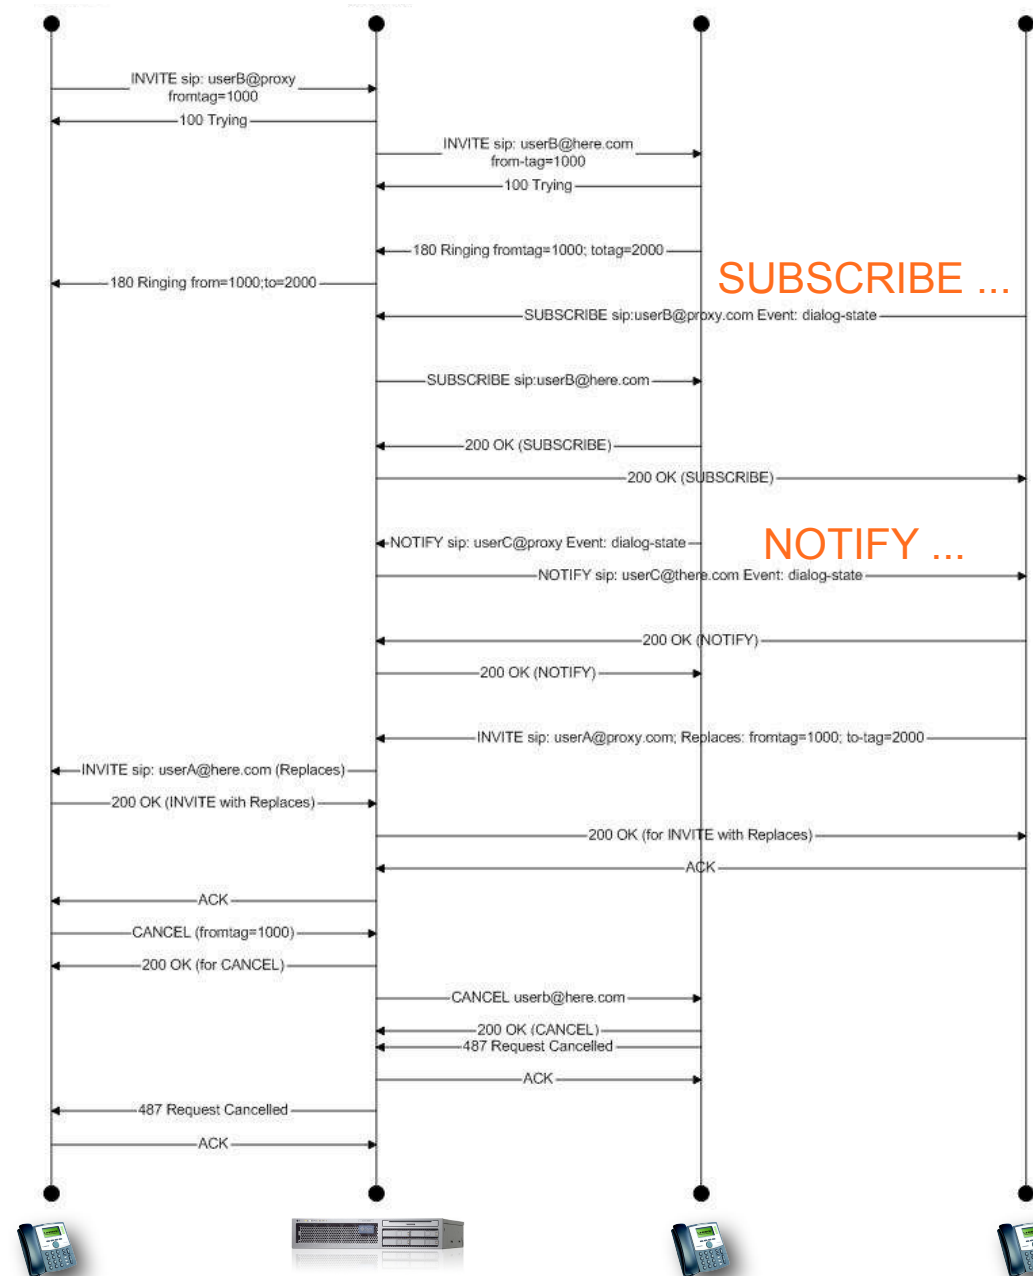 INVITE sip: userB@proxy
fromtag=1000
100 Trying
INVITE sip: userB@here.com
from-tag=1000
100 Trying
180 Ringing fromtag=1000; totag=2000
SUBSCRIBE ...
180 Ringing from=1000;to=2000
SUBSCRIBE sip:userB@proxy.com Event: dialog-state
SUBSCRIBE sip:userB@here.com
200 OK (SUBSCRIBE)
200 OK (SUBSCRIBE)
NOTIFY sip: userC@proxy Event: dialog-state
NOTIFY ...
NOTIFY sip: userC@there.com Event: dialog-state
200 OK (NOTIFY)
200 OK (NOTIFY)
INVITE sip: userA@proxy.com; Replaces: fromtag=1000; to-tag=2000
INVITE sip: userA@here.com (Replaces)
200 OK (INVITE with Replaces)
200 OK (for INVITE with Replaces)
ACK
ACK
CANCEL (fromtag=1000)
200 OK (for CANCEL)
CANCEL userb@here.com
200 OK (CANCEL)
487 Request Cancelled
ACK
487 Request Cancelled
ACK